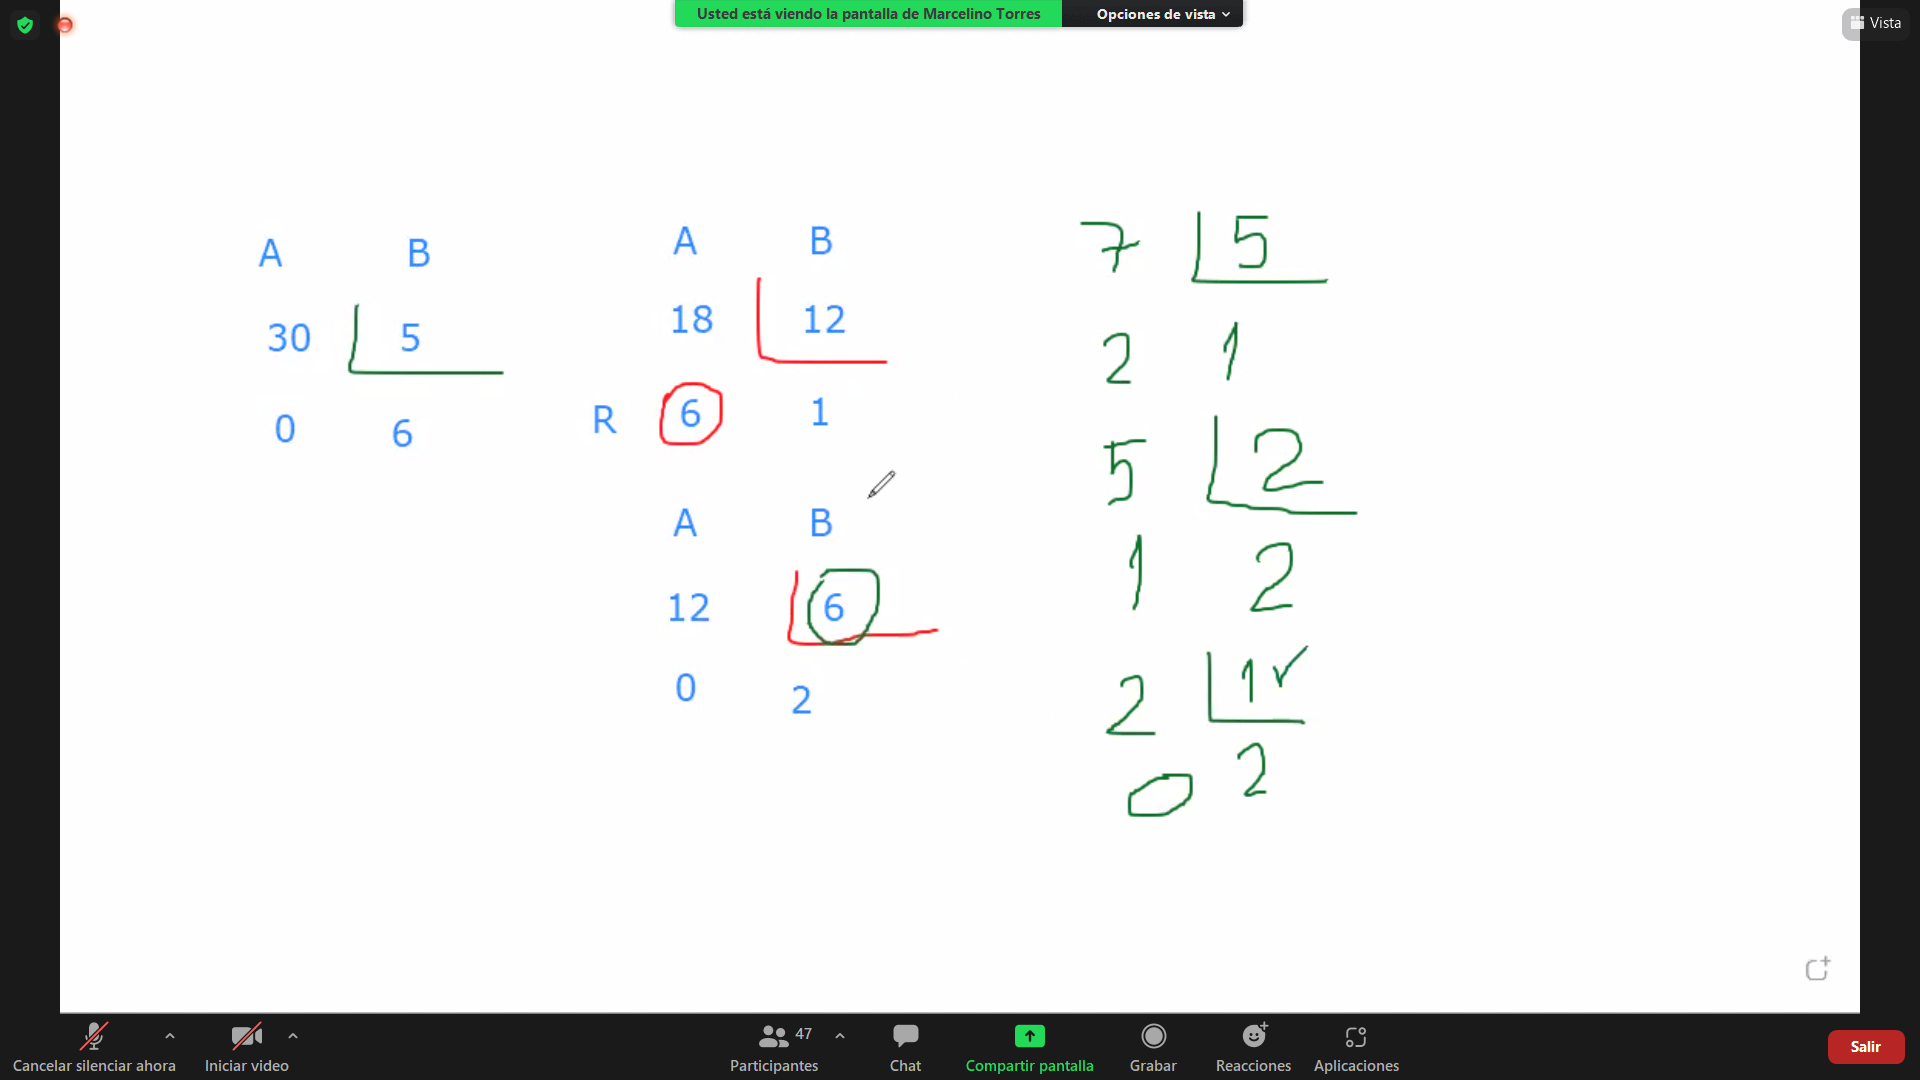 Usted está viendo la pantalla de Marcelino Torres
Opciones de vista
Vista
A B
30 5
0 6
A B
18 12
R 6 1
A B
12 6
0 2
7 5
2 1
5 2
1 2
2 1
0 2
Cancelar silenciar ahora
Iniciar video
47
Participantes
Chat
Compartir pantalla
Grabar
Reacciones
Aplicaciones
Salir